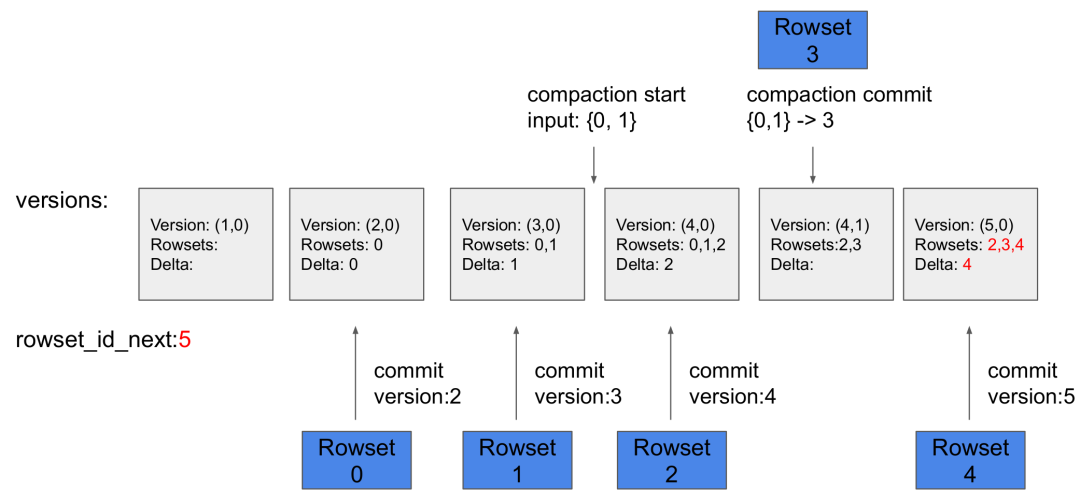 Rowset
3
compaction start
input: {0, 1}
compaction commit
{0,1} -> 3
versions:
Version: (1,0)
Rowsets:
Delta:
Version: (2,0)
Rowsets: 0
Delta: 0
Version: (3,0)
Rowsets: 0,1
Delta: 1
Version: (4,0)
Rowsets: 0,1,2
Delta: 2
Version: (4,1)
Rowsets:2,3
Delta:
Version: (5,0)
Rowsets: 2,3,4
Delta: 4
rowset_id_next:5
commit
version:2
commit
version:3
commit
version:4
commit
version:5
Rowset
0
Rowset
1
Rowset
2
Rowset
4